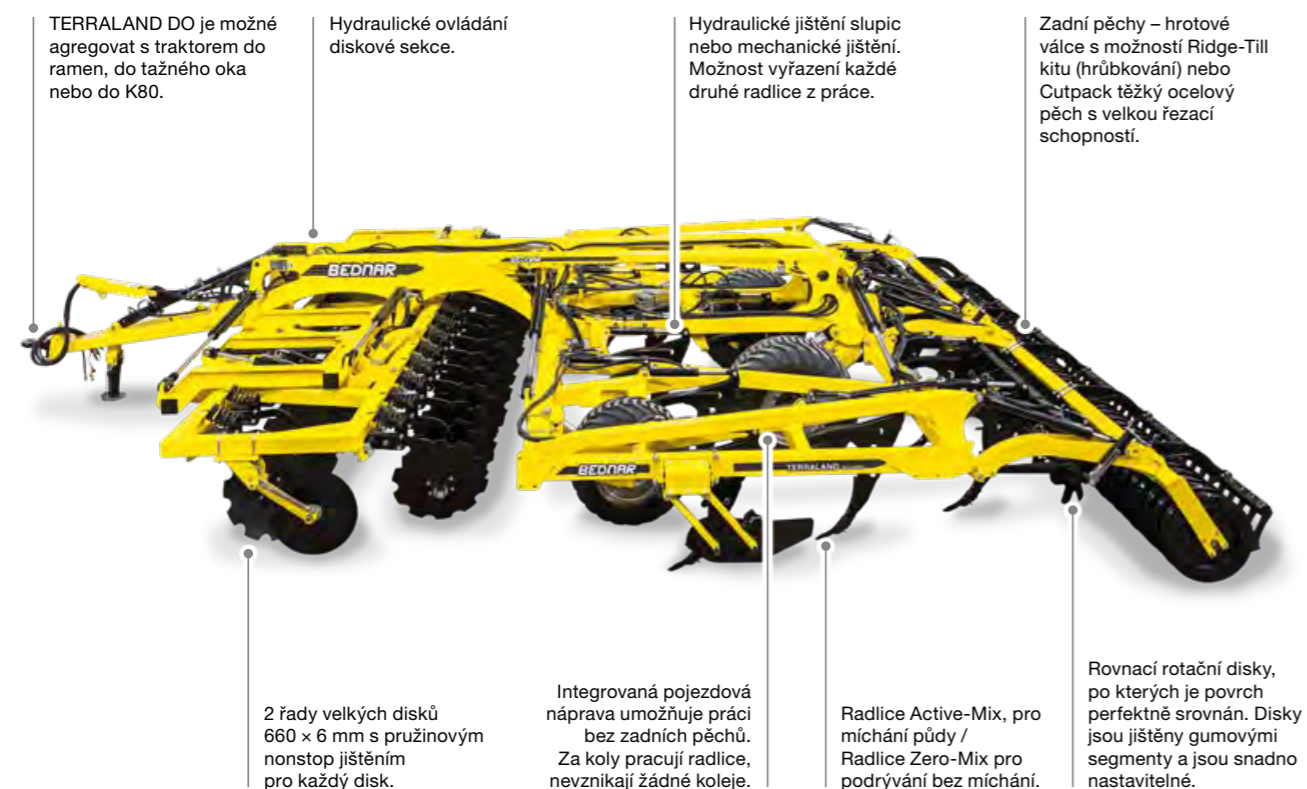 TERRALAND DO je možné
agregovat s traktorem do
ramen, do tažného oka
nebo do K80.
Hydraulické ovládání
diskové sekce.
Hydraulické jištění slupic
nebo mechanické jištění.
Možnost vyřazení každé
druhé radlice z práce.
Zadní pěchy – hrotové
válce s možností Ridge-Till
kitu (hrůbkování) nebo
Cutpack těžký ocelový
pěch s velkou řezací
schopností.
BEDNAR
BEDNAR
TERRALAND
2 řady velkých disků
660 × 6 mm s pružinovým
nonstop jištěním
pro každý disk.
Integrovaná pojezdová
náprava umožňuje práci
bez zadních pěchů.
Za koly pracují radlice,
nevznikají žádné koleje.
Radlice Active-Mix, pro
míchání půdy /
Radlice Zero-Mix pro
podrývání bez míchání.
Rovnací rotační disky,
po kterých je povrch
perfektně srovnán. Disky
jsou jištěny gumovými
segmenty a jsou snadno
nastavitelné.